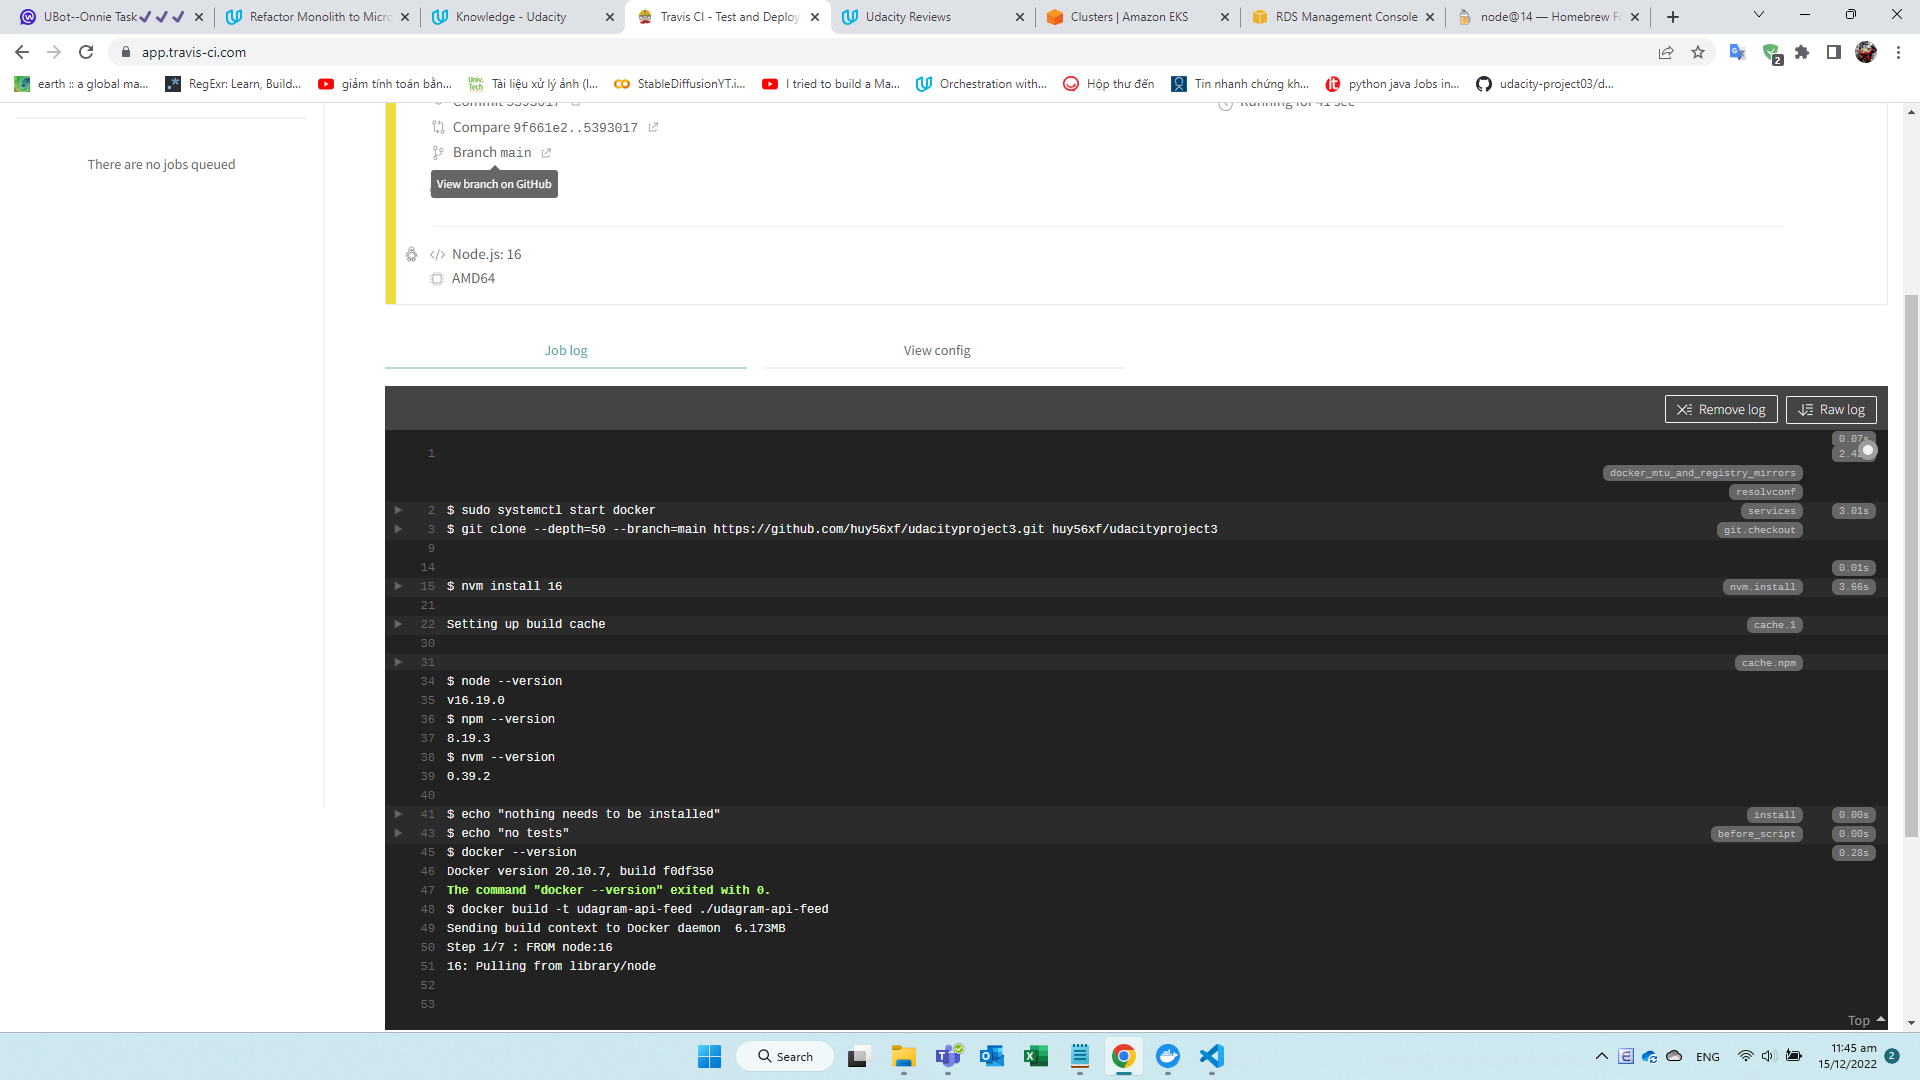 UBot--Onnie Task
Refactor Monolith to Micr
Knowledge - Udacity
Travis CI - Test and Deploy
Udacity Reviews
Clusters | Amazon EKS
RDS Management Console
node@14 — Homebrew Fo
app.travis-ci.com
2
earth :: a global ma...
RegExr: Learn, Build...
giảm tính toán bằn...
Univ. Tech
Tài liệu xử lý ảnh (I...
StableDiffusionYT.i...
I tried to build a Ma...
Orchestration with...
Hộp thư đến
Tin nhanh chứng kh...
python java Jobs in...
udacity-project03/d...
There are no jobs queued
Commit 5393017
Running for 41 sec
Compare 9f661e2..5393017
Branch main
View branch on GitHub
Node.js: 16
AMD64
Job log
View config
Remove log
Raw log
0.07s
1
docker_mtu_and_registry_mirrors
resolvconf
2 $ sudo systemctl start docker services 3.01s
3 $ git clone --depth=50 --branch=main https://github.com/huy56xf/udacityproject3.git huy56xf/udacityproject3 git.checkout
9
14 0.01s
15 $ nvm install 16 nvm.install 3.66s
21
22 Setting up build cache cache.1
30
31 cache.npm
34 $ node --version
35 v16.19.0
36 $ npm --version
37 8.19.3
38 $ nvm --version
39 0.39.2
40
41 $ echo "nothing needs to be installed" install 0.00s
43 $ echo "no tests" before_script 0.00s
45 $ docker --version 0.28s
46 Docker version 20.10.7, build f0df350
47 The command "docker --version" exited with 0.
48 $ docker build -t udagram-api-feed ./udagram-api-feed
49 Sending build context to Docker daemon 6.173MB
50 Step 1/7 : FROM node:16
51 16: Pulling from library/node
52
53
Top
Search
ENG
11:45 am
15/12/2022
2